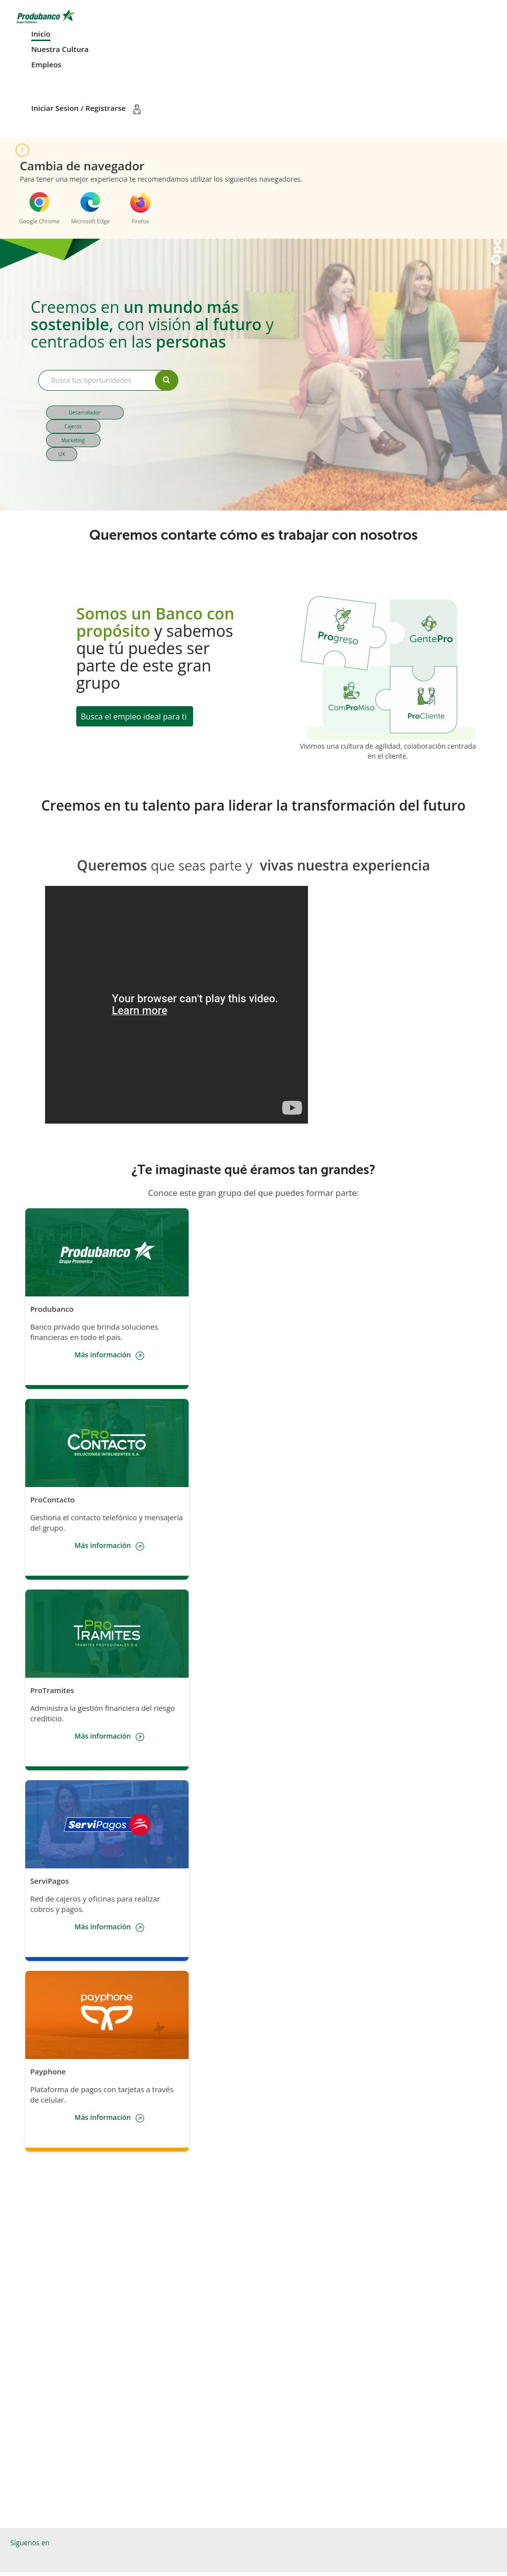 Produbanco
Grupo Promerica
Inicio
Nuestra Cultura
Empleos
Iniciar Sesion / Registrarse
Cambia de navegador
Para tener una mejor experiencia te recomendamos utilizar los siguientes navegadores.
Google Chrome
Microsoft Edge
Firefox
Opo
Creemos en un mundo más
sostenible, con visión al futuro y
centrados en las personas
Busca tus oportunidades
Desarrollador
Cajeros
Marketing
UX
Queremos contarte cómo es trabajar con nosotros
Somos un Banco con
propósito y sabemos
que tú puedes ser
parte de este gran
grupo
Busca el empleo ideal para ti
Progreso
GentePro
ComProMiso
ProCliente
Vivimos una cultura de agilidad, colaboración centrada
en el cliente.
Creemos en tu talento para liderar la transformación del futuro
Queremos que seas parte y vivas nuestra experiencia
Your browser can't play this video.
Learn more
¿Te imaginaste qué éramos tan grandes?
Conoce este gran grupo del que puedes formar parte:
Produbanco
Grupo Promerica
Produbanco
Banco privado que brinda soluciones
financieras en todo el país.
Más información
PRO
CONTACTO
SOLUCIONES INTELIGENTES S.A.
ProContacto
Gestiona el contacto telefónico y mensajería
del grupo.
Más información
PRO
TRAMITES
TRAMITES PROFESIONALES S.A.
ProTramites
Administra la gestión financiera del riesgo
crediticio.
Más información
ServiPagos
ServiPagos
Red de cajeros y oficinas para realizar
cobros y pagos.
Más información
payphone
Payphone
Plataforma de pagos con tarjetas a través
de celular.
Más información
Síguenos en